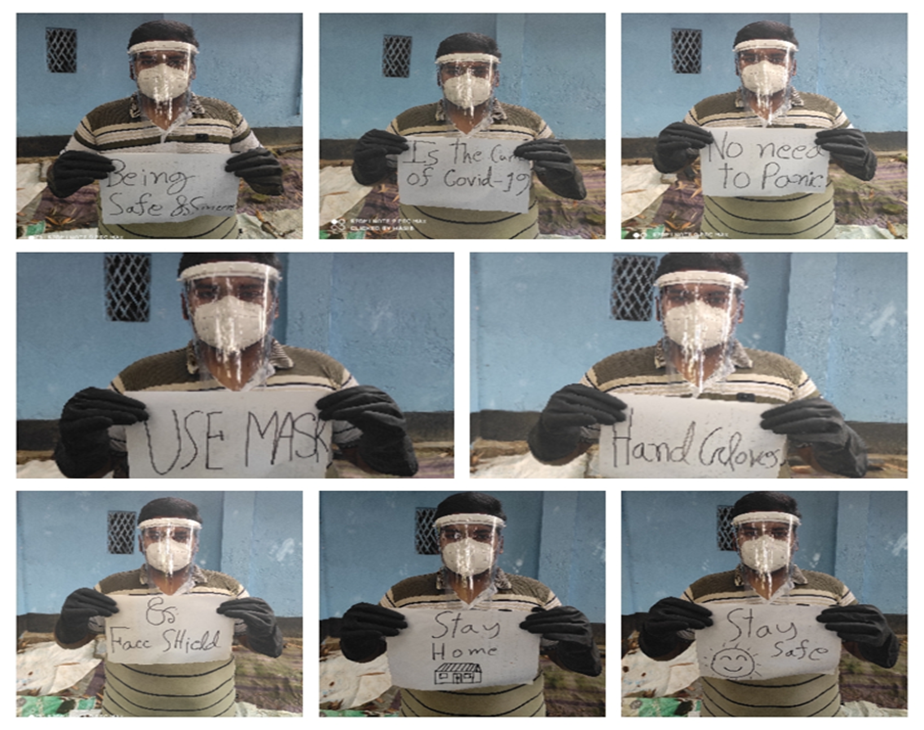 Being
Safe &
Is The
of Covid-19
No need
to Panic.
USE MASK
Hand Gloves
&
Face SHield
Stay
Home
Stay
Safe